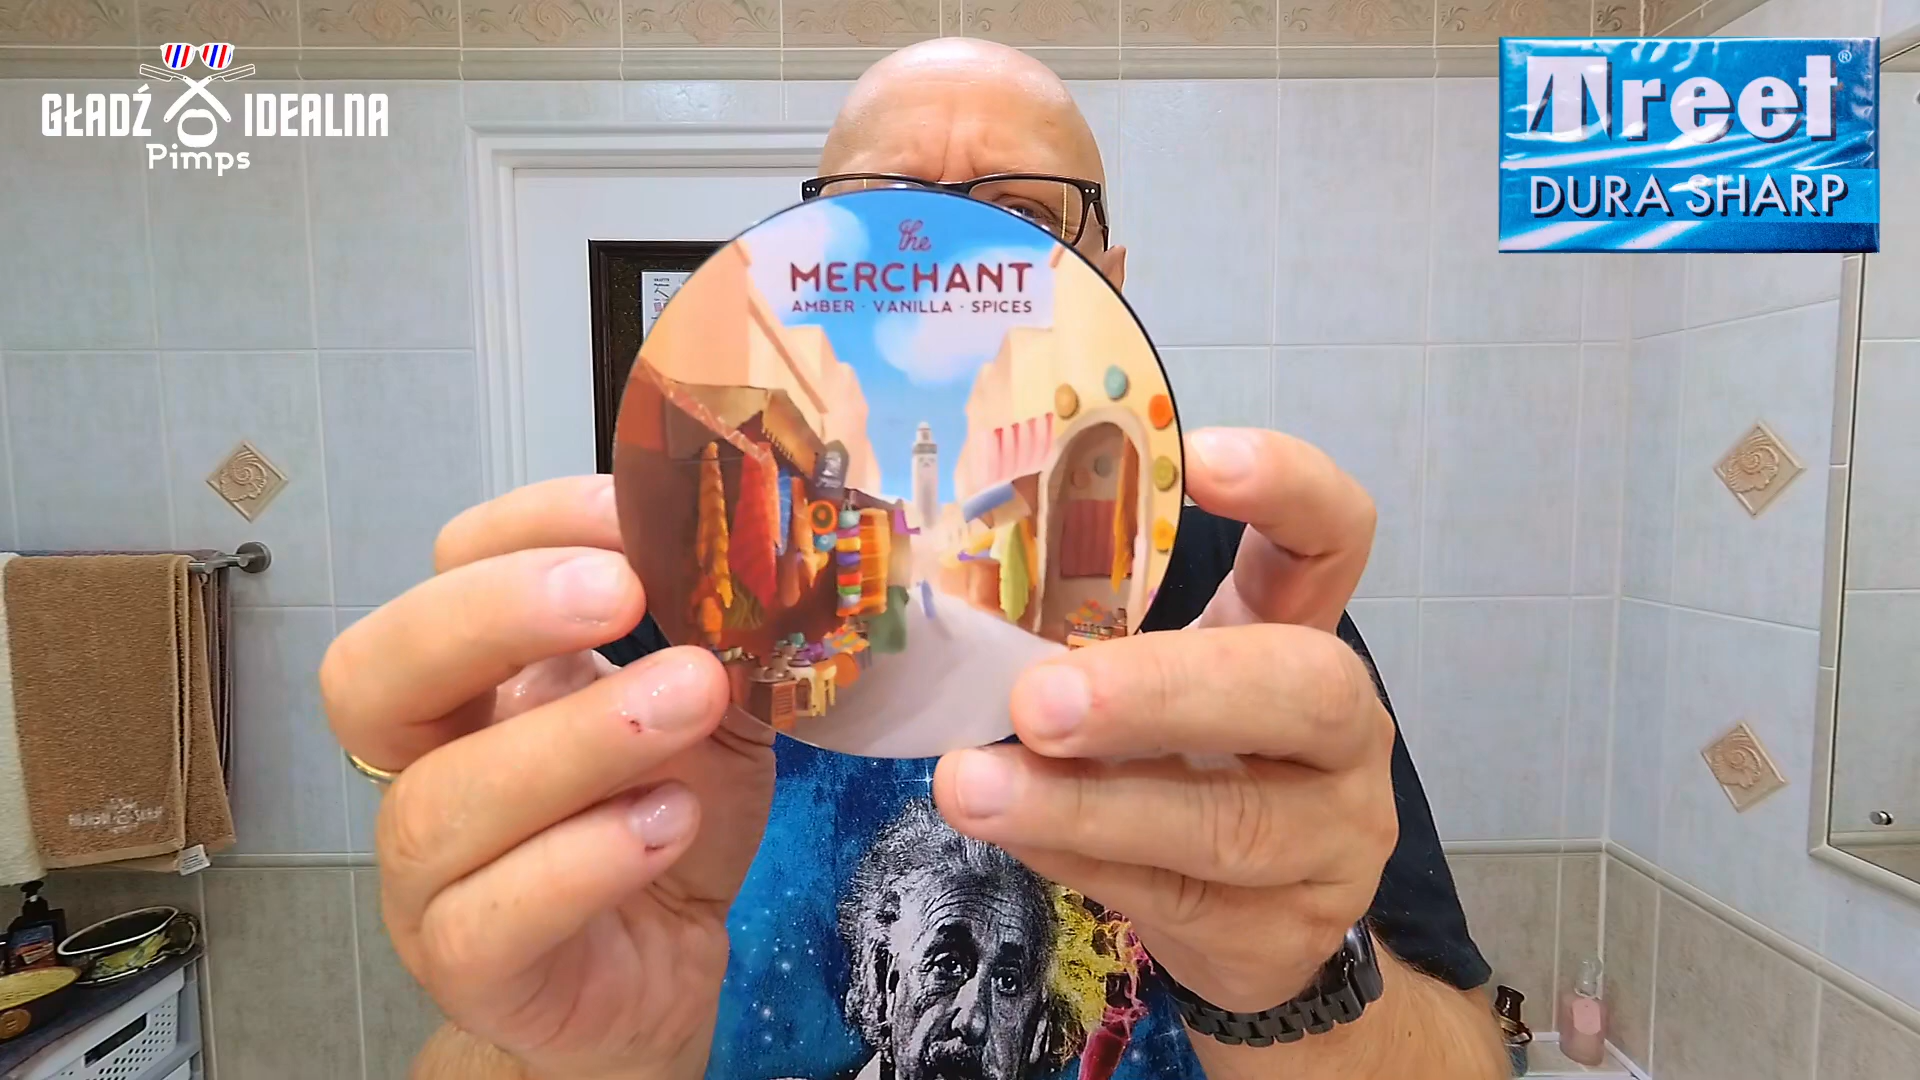 GŁADŹ IDEALNA
Pimps
Treet®
DURA SHARP
The
MERCHANT
AMBER · VANILLA · SPICES